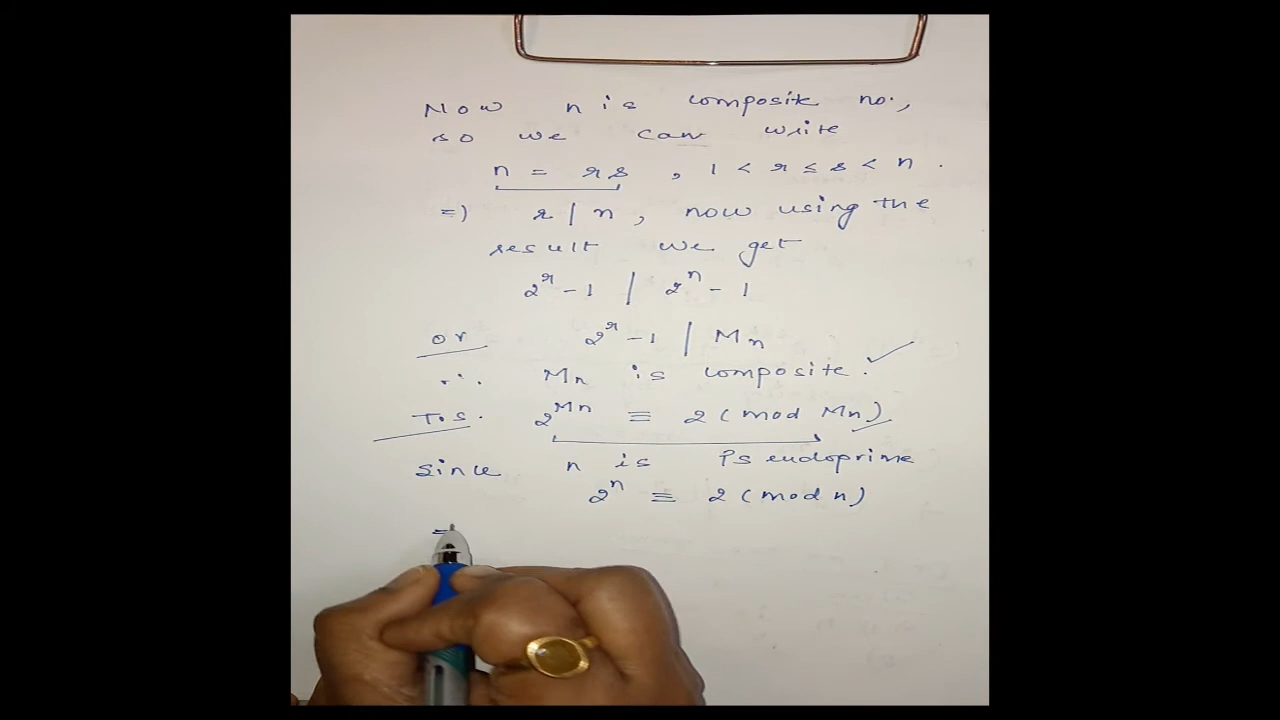 Now n is composite no.,
so we can write
n = rs , 1 < r ≤ s < n .
=) r | n , now using the
result we get
2^r - 1 | 2^n - 1
or 2^r - 1 | Mn
∴ Mn is composite. ✓
T.S. 2^Mn ≡ 2 ( mod Mn )
since n is Pseudoprime
2^n ≡ 2 ( mod n )
=